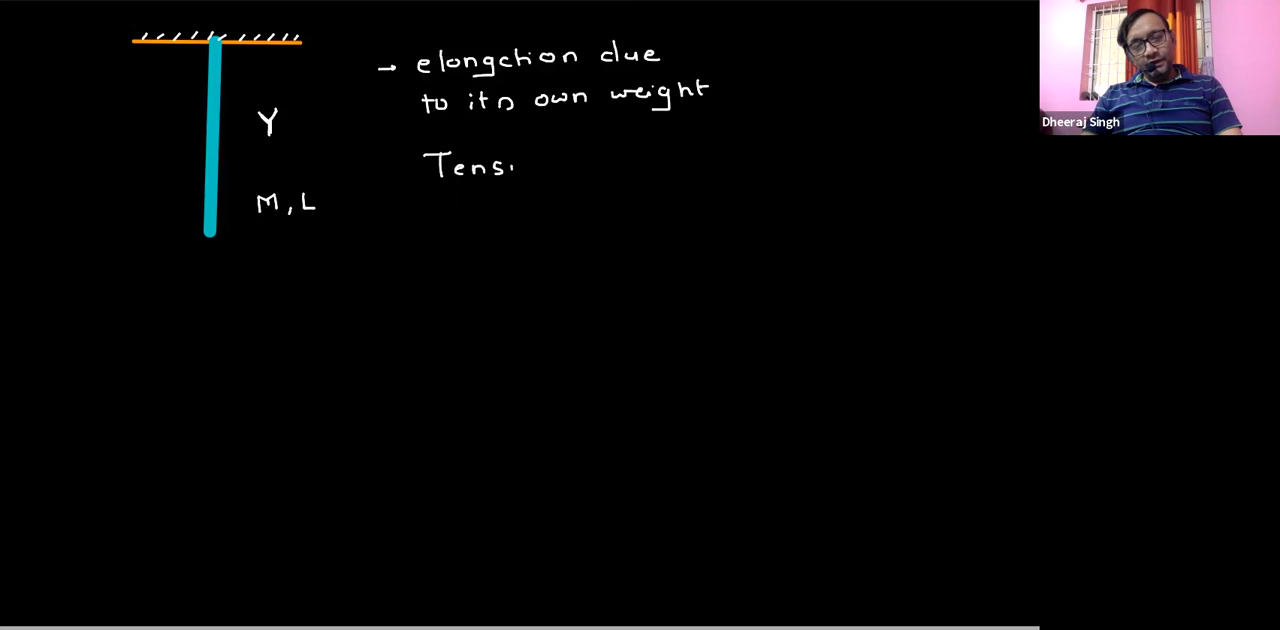 → elongation due
to its own weight
Y
Tens.
M, L
Dheeraj Singh